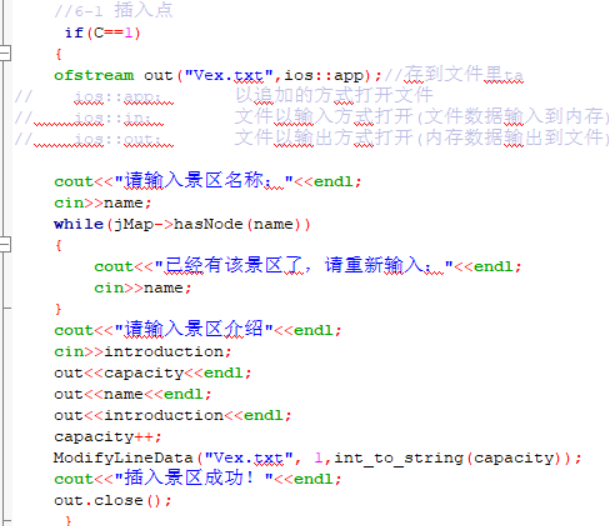 //6-1 插入点
if(C==1)
{
ofstream out("Vex.txt",ios::app);//存到文件里ta
// ios::app: 以追加的方式打开文件
// ios::in: 文件以输入方式打开(文件数据输入到内存)
// ios::out: 文件以输出方式打开(内存数据输出到文件)
cout<<"请输入景区名称:"<<endl;
cin>>name;
while(jMap->hasNode(name))
{
cout<<"已经有该景区了，请重新输入:"<<endl;
cin>>name;
}
cout<<"请输入景区介绍"<<endl;
cin>>introduction;
out<<capacity<<endl;
out<<name<<endl;
out<<introduction<<endl;
capacity++;
ModifyLineData("Vex.txt", 1,int_to_string(capacity));
cout<<"插入景区成功！"<<endl;
out.close();
}